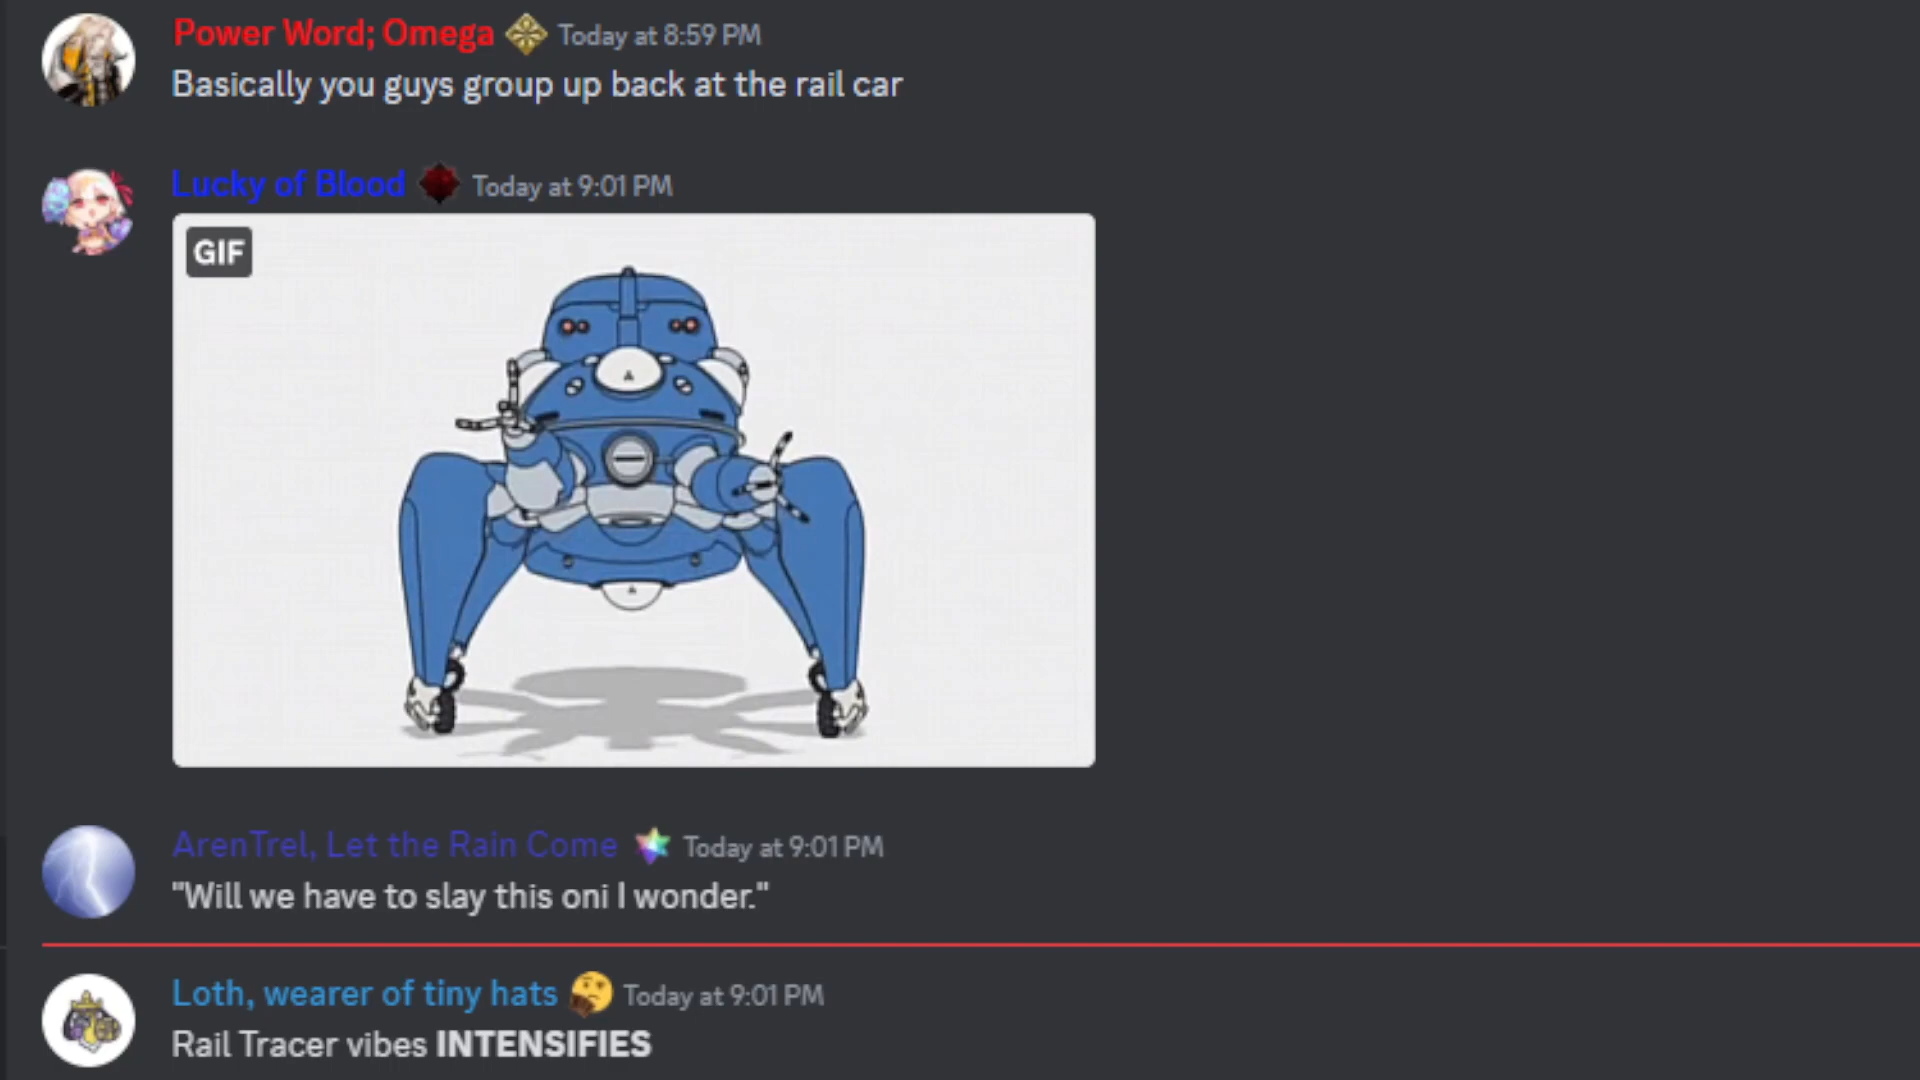 Power Word; Omega Today at 8:59 PM
Basically you guys group up back at the rail car
Lucky of Blood Today at 9:01 PM
GIF
ArenTrel, Let the Rain Come Today at 9:01 PM
"Will we have to slay this oni I wonder."
Loth, wearer of tiny hats Today at 9:01 PM
Rail Tracer vibes INTENSIFIES